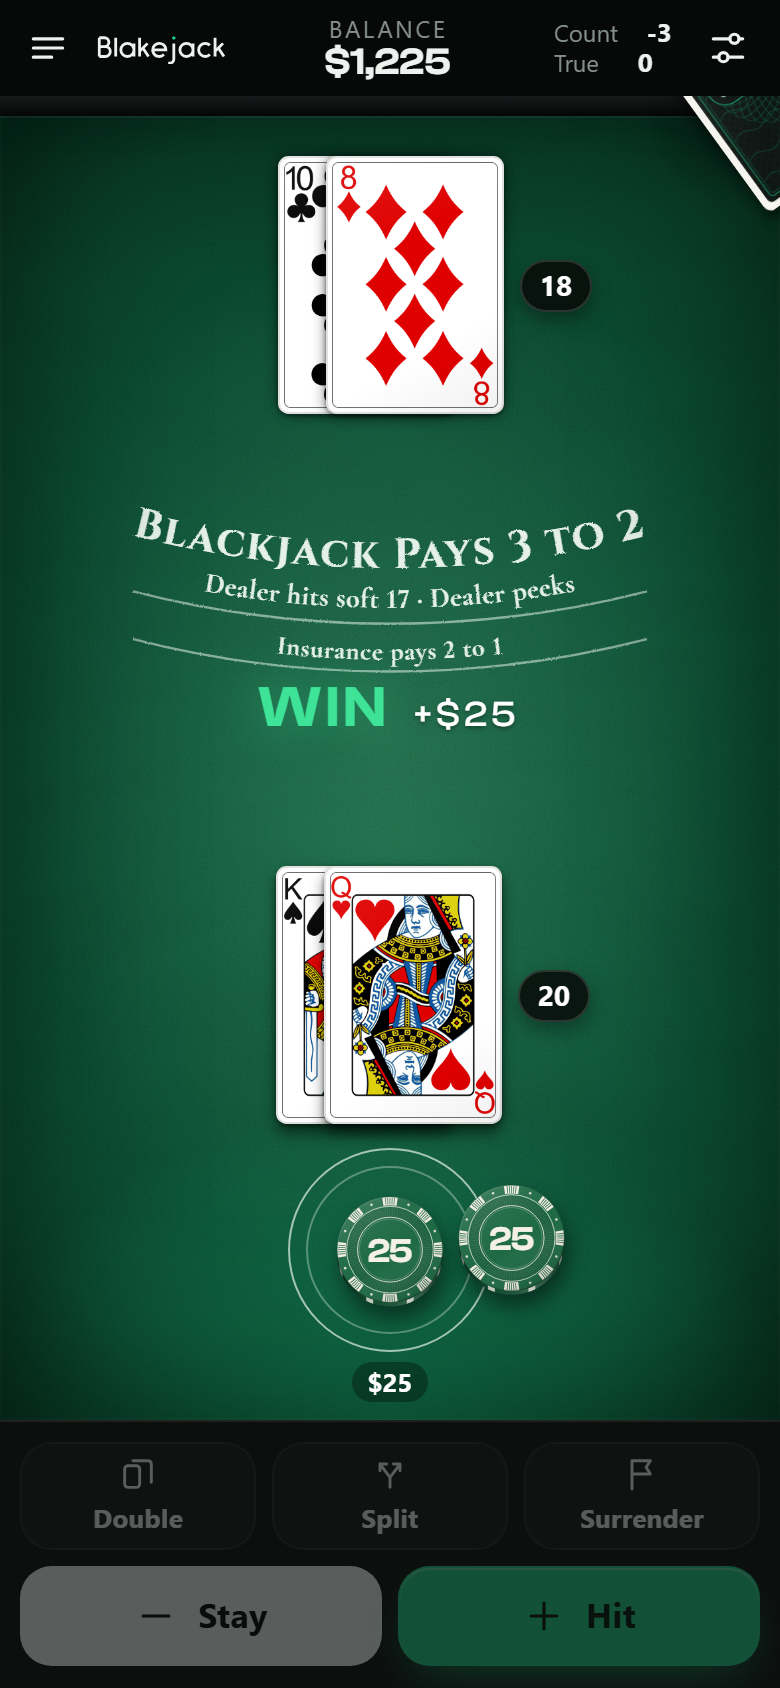 Blakejack
BALANCE
$1,225
Count -3
True 0
10
8
8
18
BLACKJACK PAYS 3 TO 2
Dealer hits soft 17 · Dealer peeks
Insurance pays 2 to 1
WIN +$25
K
Q
Q
20
25
25
$25
Double
Split
Surrender
Stay
Hit